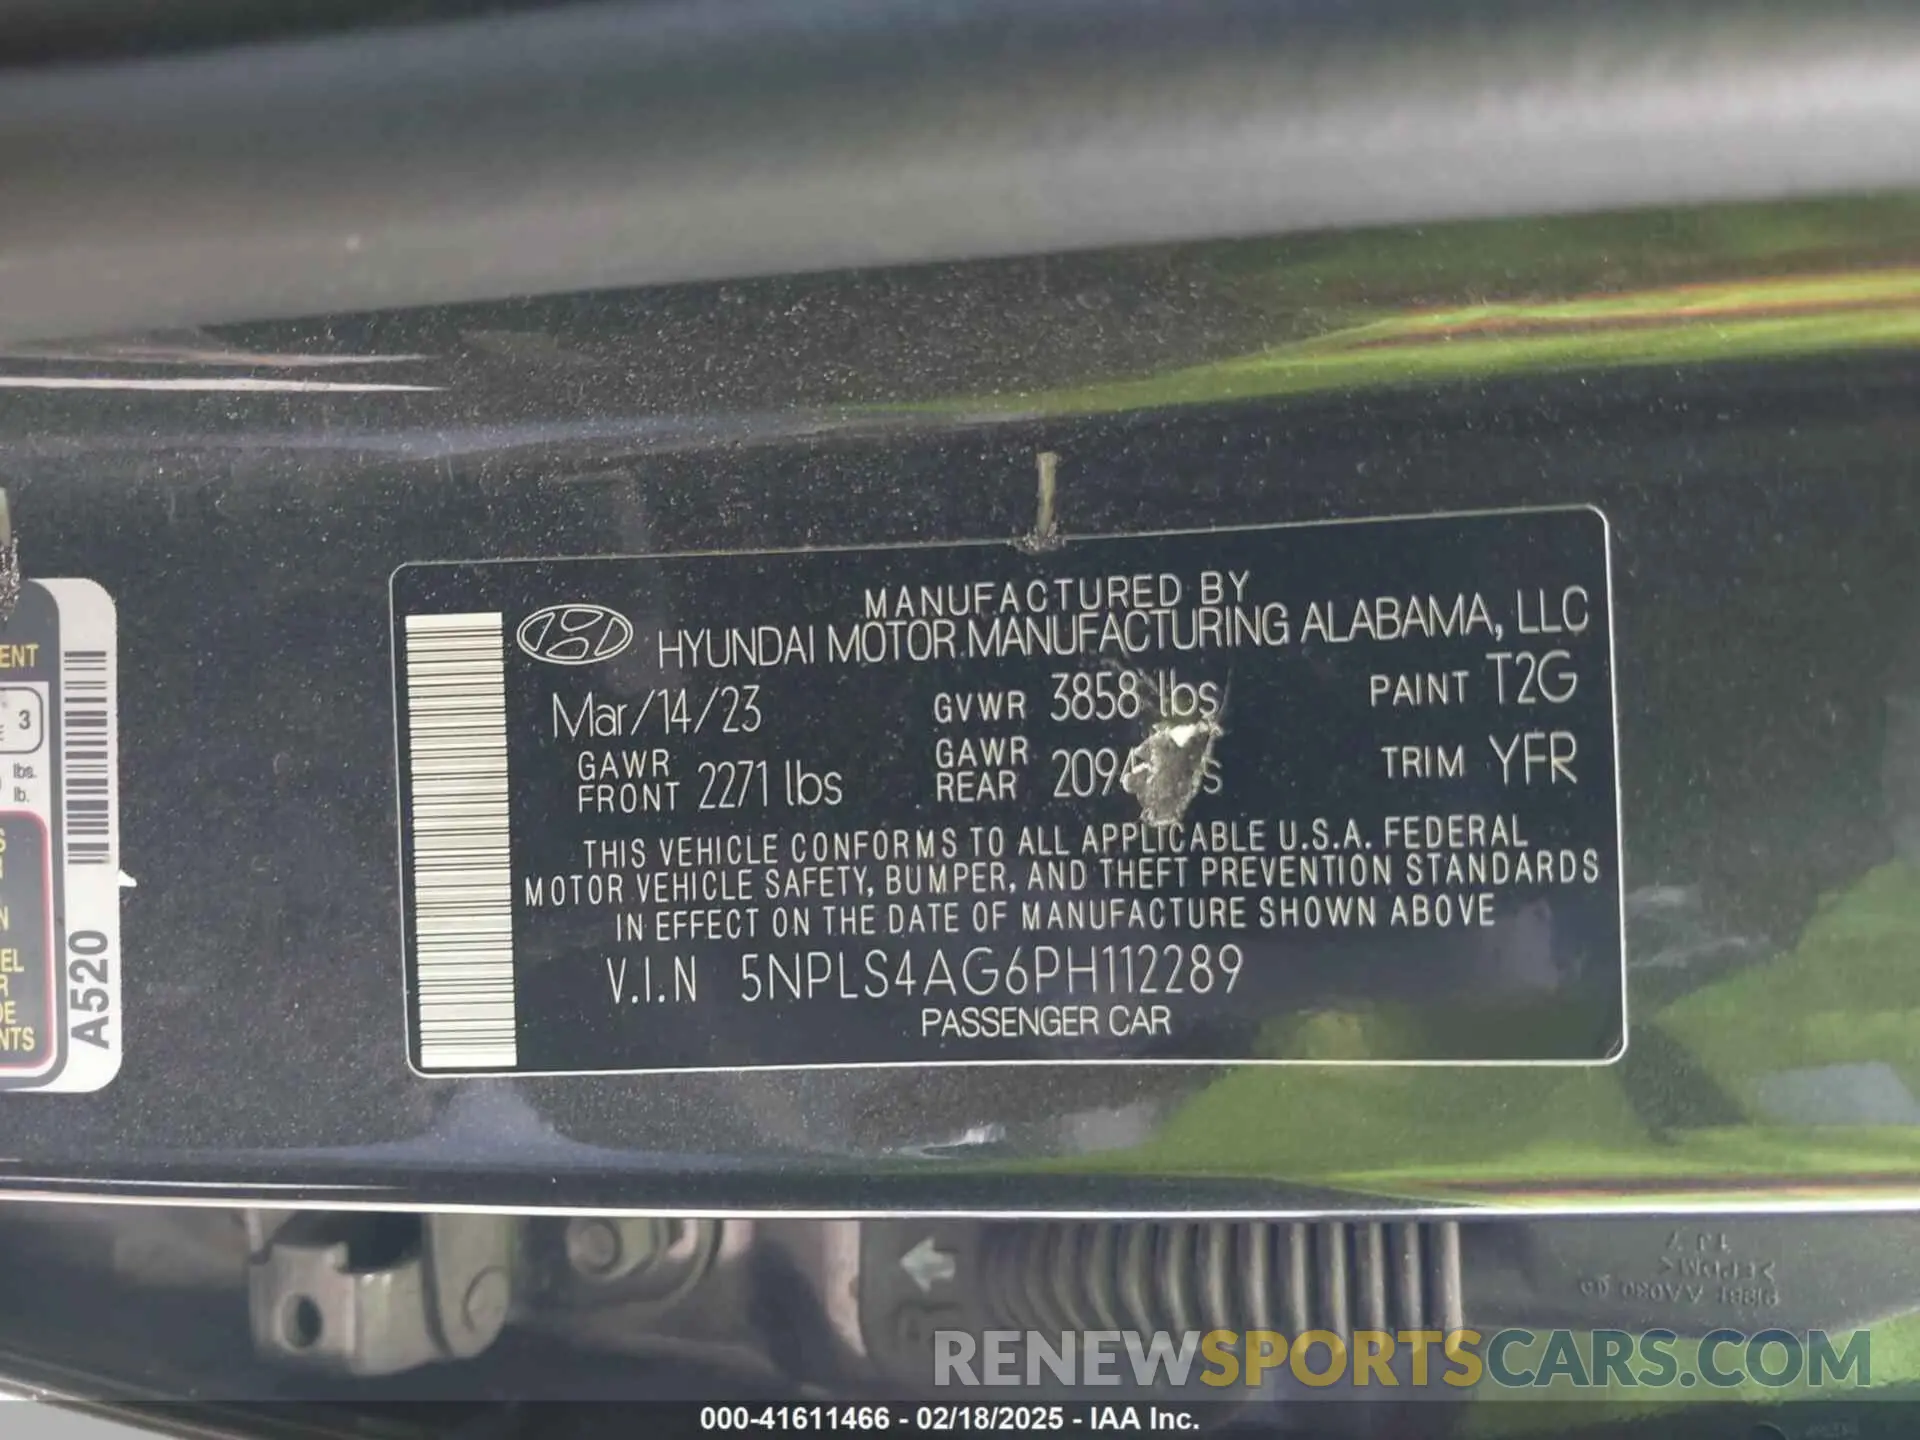 MANUFACTURED BY
HYUNDAI MOTOR MANUFACTURING ALABAMA, LLC
Mar/14/23 GVWR 3858 lbs PAINT T2G
GAWR FRONT 2271 lbs GAWR REAR TRIM YFR
THIS VEHICLE CONFORMS TO ALL APPLICABLE U.S.A. FEDERAL
MOTOR VEHICLE SAFETY, BUMPER, AND THEFT PREVENTION STANDARDS
IN EFFECT ON THE DATE OF MANUFACTURE SHOWN ABOVE
V.I.N 5NPLS4AG6PH112289
PASSENGER CAR
3
lbs.
lb.
A520
RENEWSPORTSCARS.COM
000-41611466 - 02/18/2025 - IAA Inc.